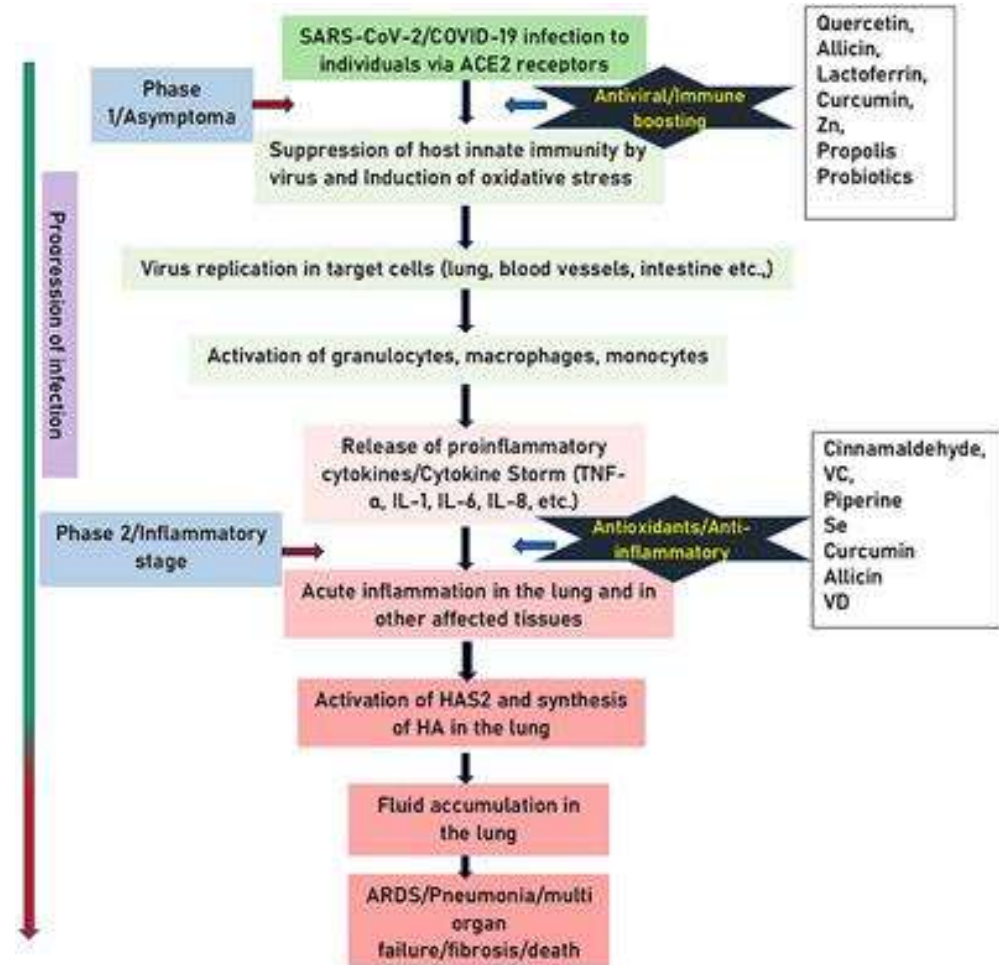 SARS-CoV-2/COVID-19 infection to
individuals via ACE2 receptors
Quercetin,
Allicin,
Lactoferrin,
Curcumin,
Zn,
Propolis
Probiotics
Phase
1/Asymptoma
Antiviral/Immune
boosting
Suppression of host innate immunity by
virus and Induction of oxidative stress
Progression of infection
Virus replication in target cells (lung, blood vessels, intestine etc.,)
Activation of granulocytes, macrophages, monocytes
Release of proinflammatory
cytokines/Cytokine Storm (TNF-
α, IL-1, IL-6, IL-8, etc.)
Cinnamaldehyde,
VC,
Piperine
Se
Curcumin
Allicin
VD
Phase 2/Inflammatory
stage
Antioxidants/Anti-
inflammatory
Acute inflammation in the lung and in
other affected tissues
Activation of HAS2 and synthesis
of HA in the lung
Fluid accumulation in
the lung
ARDS/Pneumonia/multi
organ
failure/fibrosis/death